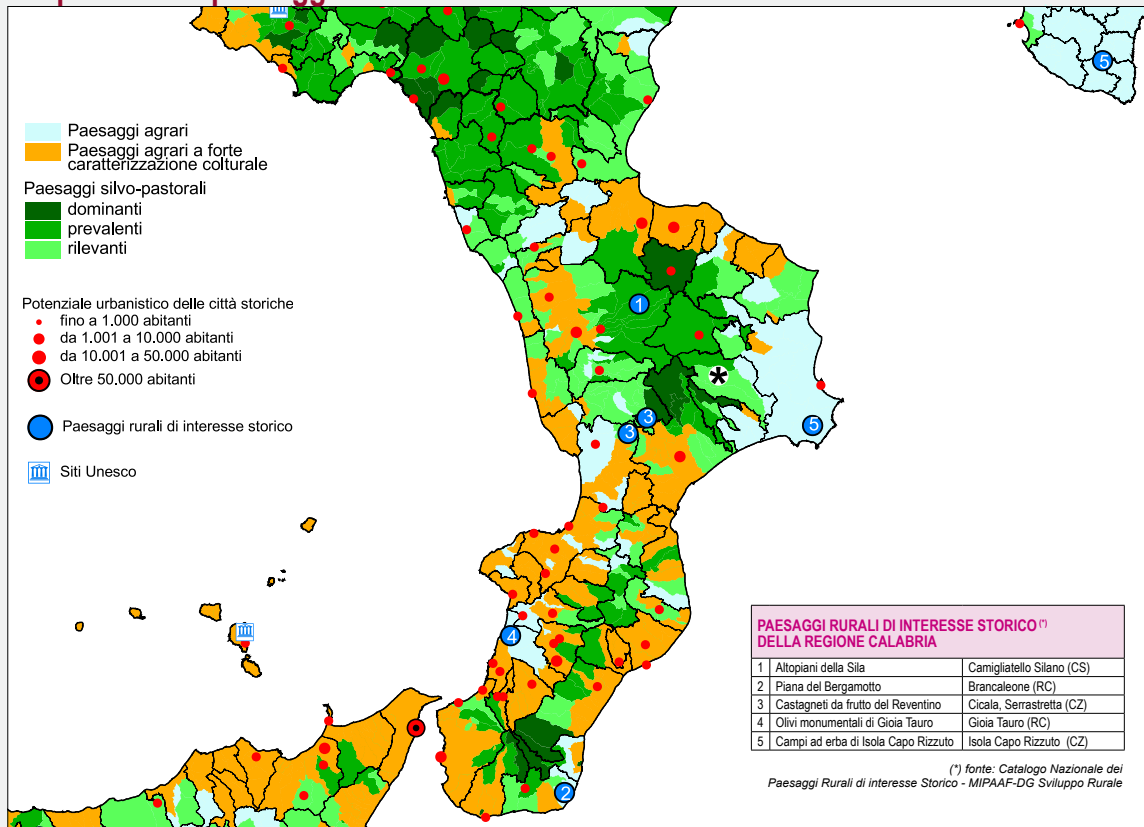 Paesaggi agrari
Paesaggi agrari a forte
caratterizzazione colturale
Paesaggi silvo-pastorali
dominanti
prevalenti
rilevanti
Potenziale urbanistico delle città storiche
fino a 1.000 abitanti
da 1.001 a 10.000 abitanti
da 10.001 a 50.000 abitanti
Oltre 50.000 abitanti
Paesaggi rurali di interesse storico
Siti Unesco
5
1
*
3
3
5
4
2
PAESAGGI RURALI DI INTERESSE STORICO (*)
DELLA REGIONE CALABRIA
1 Altopiani della Sila Camigliatello Silano (CS)
2 Piana del Bergamotto Brancaleone (RC)
3 Castagneti da frutto del Reventino Cicala, Serrastretta (CZ)
4 Olivi monumentali di Gioia Tauro Gioia Tauro (RC)
5 Campi ad erba di Isola Capo Rizzuto Isola Capo Rizzuto (CZ)
(*) fonte: Catalogo Nazionale dei
Paesaggi Rurali di interesse Storico - MIPAAF-DG Sviluppo Rurale